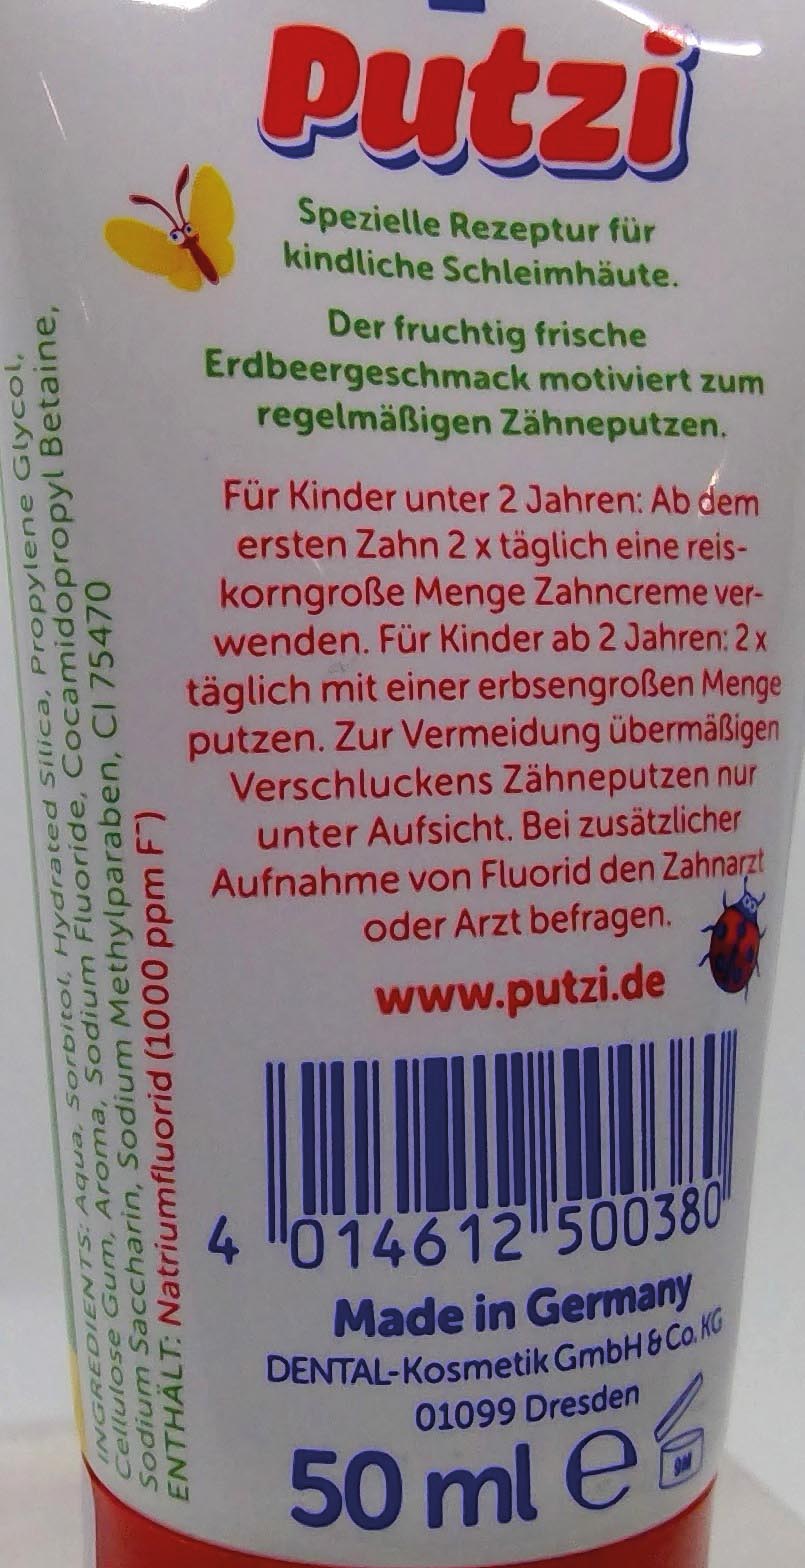 putzi
Spezielle Rezeptur für
kindliche Schleimhäute.
Der fruchtig frische
Erdbeergeschmack motiviert zum
regelmäßigen Zähneputzen.
Für Kinder unter 2 Jahren: Ab dem
ersten Zahn 2 x täglich eine reis-
korngroße Menge Zahncreme ver-
wenden. Für Kinder ab 2 Jahren: 2 x
täglich mit einer erbsengroßen Menge
putzen. Zur Vermeidung übermäßigen
Verschluckens Zähneputzen nur
unter Aufsicht. Bei zusätzlicher
Aufnahme von Fluorid den Zahnarzt
oder Arzt befragen.
www.putzi.de
4 014612 500380
Made in Germany
DENTAL-Kosmetik GmbH & Co. KG
01099 Dresden
50 ml e
9M
INGREDIENTS: Aqua, Sorbitol, Hydrated Silica, Propylene Glycol,
Cellulose Gum, Aroma, Sodium Fluoride, Cocamidopropyl Betaine,
Sodium Saccharin, Sodium Methylparaben, CI 75470
ENTHÄLT: Natriumfluorid (1000 ppm F⁻)